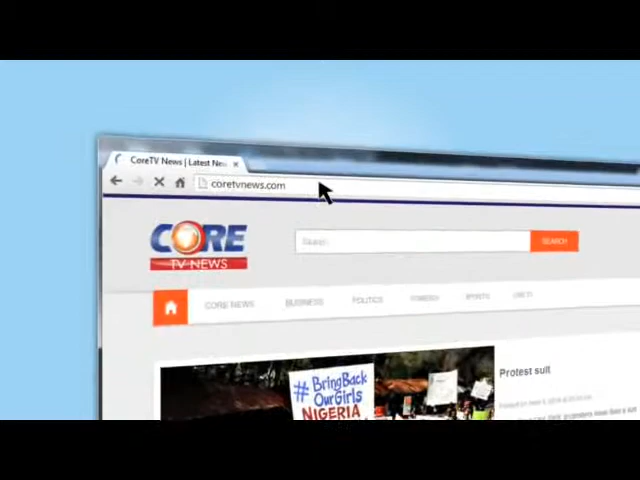 CoreTV News | Latest New
coretvnews.com
CORE
TV NEWS
Search
SEARCH
CORE NEWS
BUSINESS
POLITICS
SPORTS
#BringBack
OurGirls
NIGERIA
Protest suit